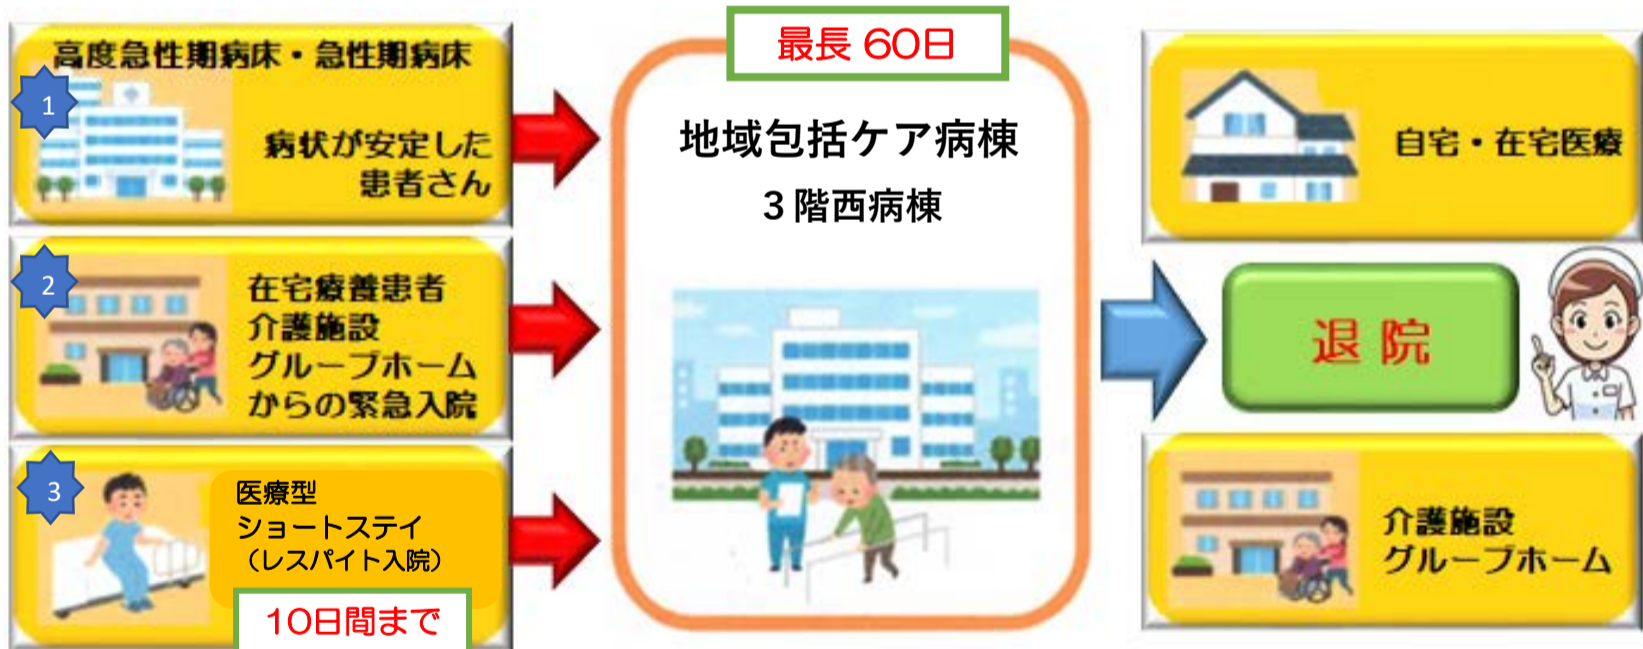 高度急性期病床・急性期病床
1
病状が安定した
患者さん
2
在宅療養患者
介護施設
グループホーム
からの緊急入院
3
医療型
ショートステイ
（レスパイト入院）
10日間まで
最長 60日
地域包括ケア病棟
３階西病棟
自宅・在宅医療
退 院
介護施設
グループホーム